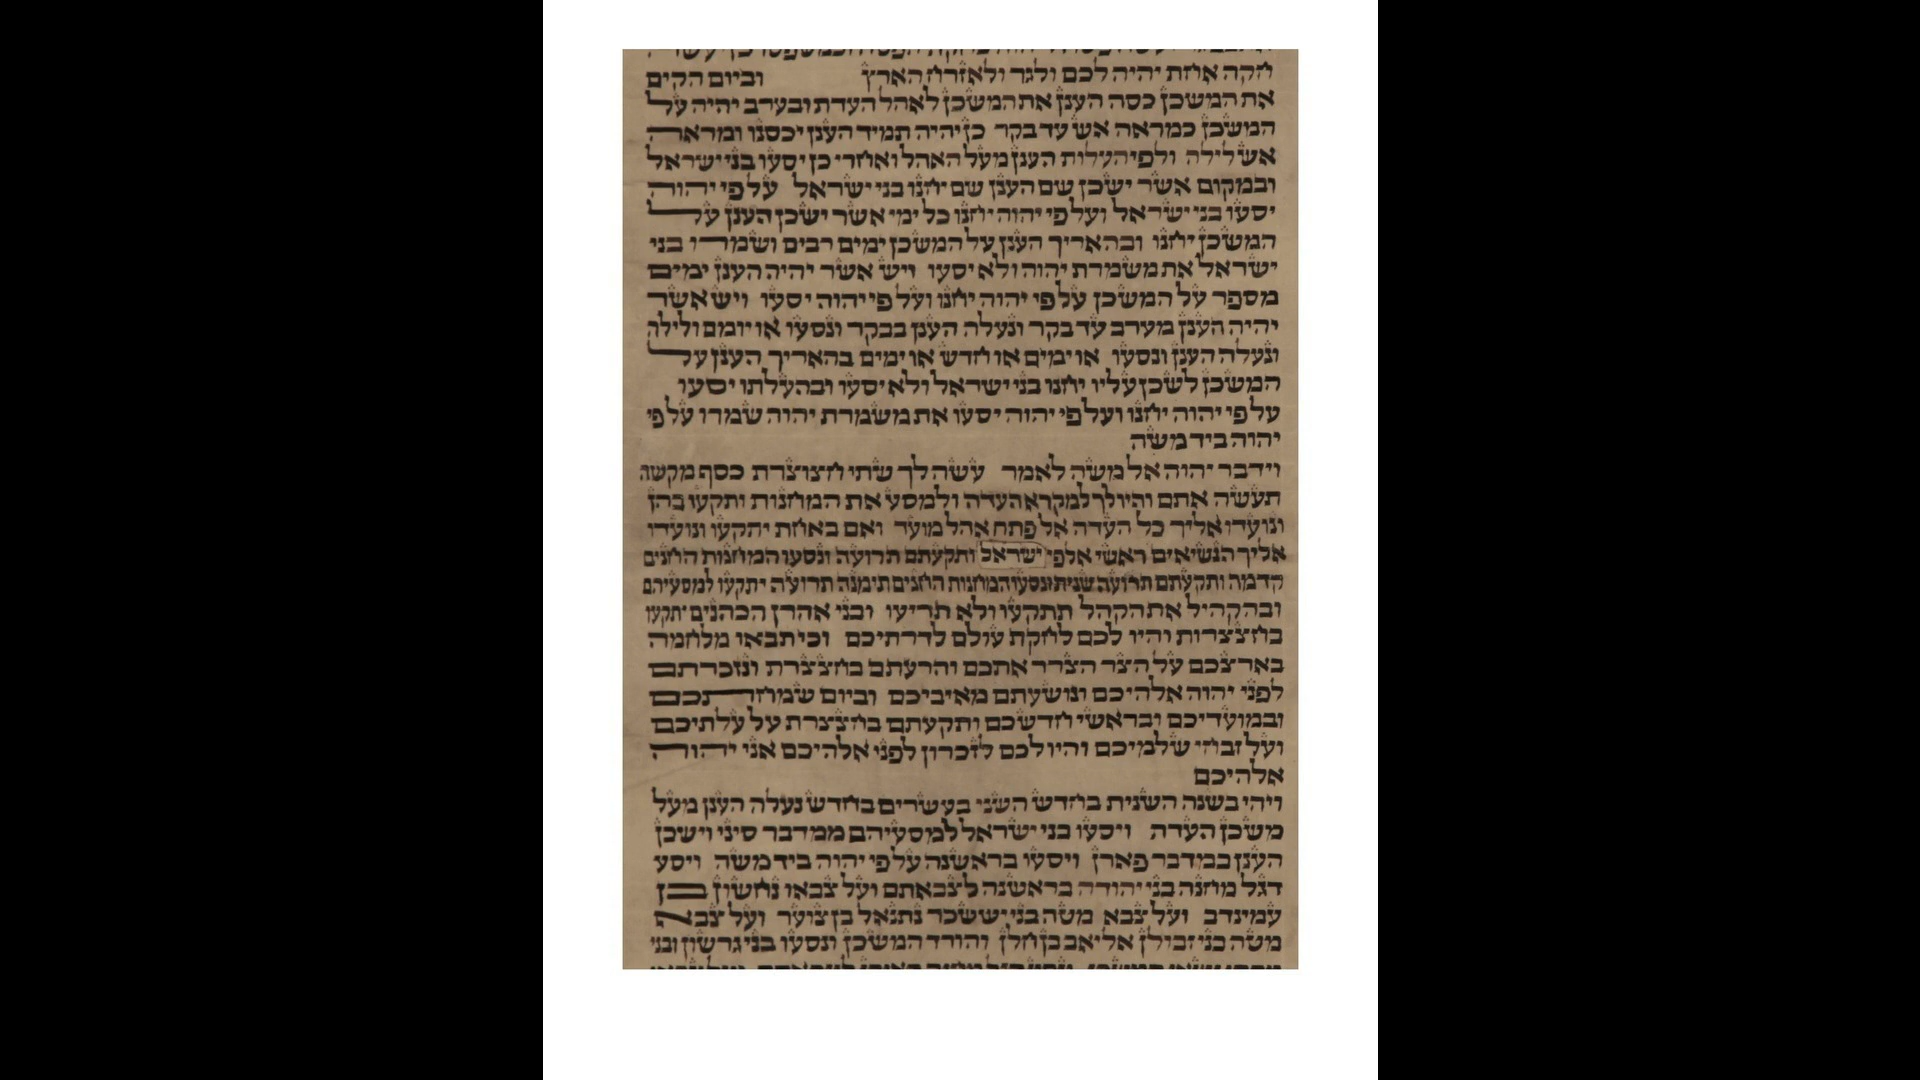 חקה אחת יהיה לכם ולגר ולאזרח הארץ וביום הקים
את המשכן כסה הענן את המשכן לאהל העדת ובערב יהיה על
המשכן כמראה אש עד בקר כן יהיה תמיד הענן יכסנו ומראה
אש לילה ולפי העלות הענן מעל האהל ואחרי כן יסעו בני ישראל
ובמקום אשר ישכן שם הענן שם יחנו בני ישראל על פי יהוה
יסעו בני ישראל ועל פי יהוה יחנו כל ימי אשר ישכן הענן על
המשכן יחנו ובהאריך הענן על המשכן ימים רבים ושמרו בני
ישראל את משמרת יהוה ולא יסעו ויש אשר יהיה הענן ימים
מספר על המשכן על פי יהוה יחנו ועל פי יהוה יסעו ויש אשר
יהיה הענן מערב עד בקר ונעלה הענן בבקר ונסעו או יומם ולילה
ונעלה הענן ונסעו או ימים או חדש או ימים בהאריך הענן על
המשכן לשכן עליו יחנו בני ישראל ולא יסעו ובהעלתו יסעו
על פי יהוה יחנו ועל פי יהוה יסעו את משמרת יהוה שמרו על פי
יהוה ביד משה
וידבר יהוה אל משה לאמר עשה לך שתי חצוצרת כסף מקשה
תעשה אתם והיו לך למקרא העדה ולמסע את המחנות ותקעו בהן
ונועדו אליך כל העדה אל פתח אהל מועד ואם באחת יתקעו ונועדו
אליך הנשיאים ראשי אלפי ישראל ותקעתם תרועה ונסעו המחנות החנים
קדמה ותקעתם תרועה שנית ונסעו המחנות החנים תימנה תרועה יתקעו למסעיהם
ובהקהיל את הקהל תתקעו ולא תריעו ובני אהרן הכהנים יתקעו
בחצצרות והיו לכם לחקת עולם לדרתיכם וכי תבאו מלחמה
בארצכם על הצר הצרר אתכם והרעתם בחצצרת ונזכרתם
לפני יהוה אלהיכם ונושעתם מאיביכם וביום שמחתכם
ובמועדיכם ובראשי חדשכם ותקעתם בחצצרת על עלתיכם
ועל זבחי שלמיכם והיו לכם לזכרון לפני אלהיכם אני יהוה
אלהיכם
ויהי בשנה השנית בחדש השני בעשרים בחדש נעלה הענן מעל
משכן העדה ויסעו בני ישראל למסעיהם ממדבר סיני וישכן
הענן במדבר פארן ויסעו בראשנה על פי יהוה ביד משה ויסע
דגל מחנה בני יהודה בראשנה לצבאתם ועל צבאו נחשון בן
עמינדב ועל צבא מטה בני יששכר נתנאל בן צוער ועל צבא
מטה בני זבולן אליאב בן חלן והורד המשכן ונסעו בני גרשון ובני